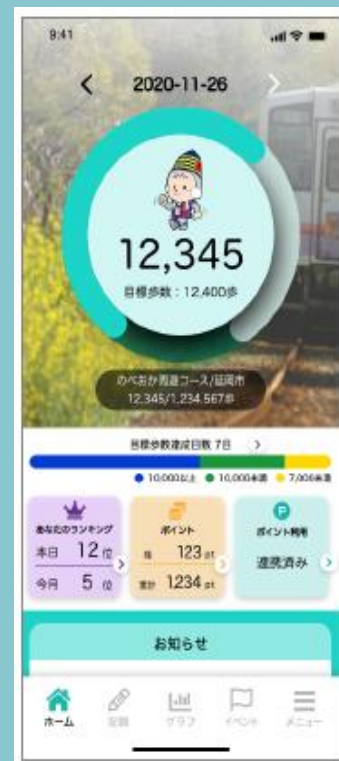 9:41
2020-11-26
12,345
目標歩数：12,400歩
のべおか周遊コース/延岡市
12,345/1,234,567歩
目標歩数達成日数 7日
10,000以上 10,000未満 7,000未満
あなたのランキング
本日 12 位
今月 5 位
ポイント
123 pt
累計 1,234 pt
P
ポイント利用
連携済み
お知らせ
ホーム 記録 グラフ イベント メニュー